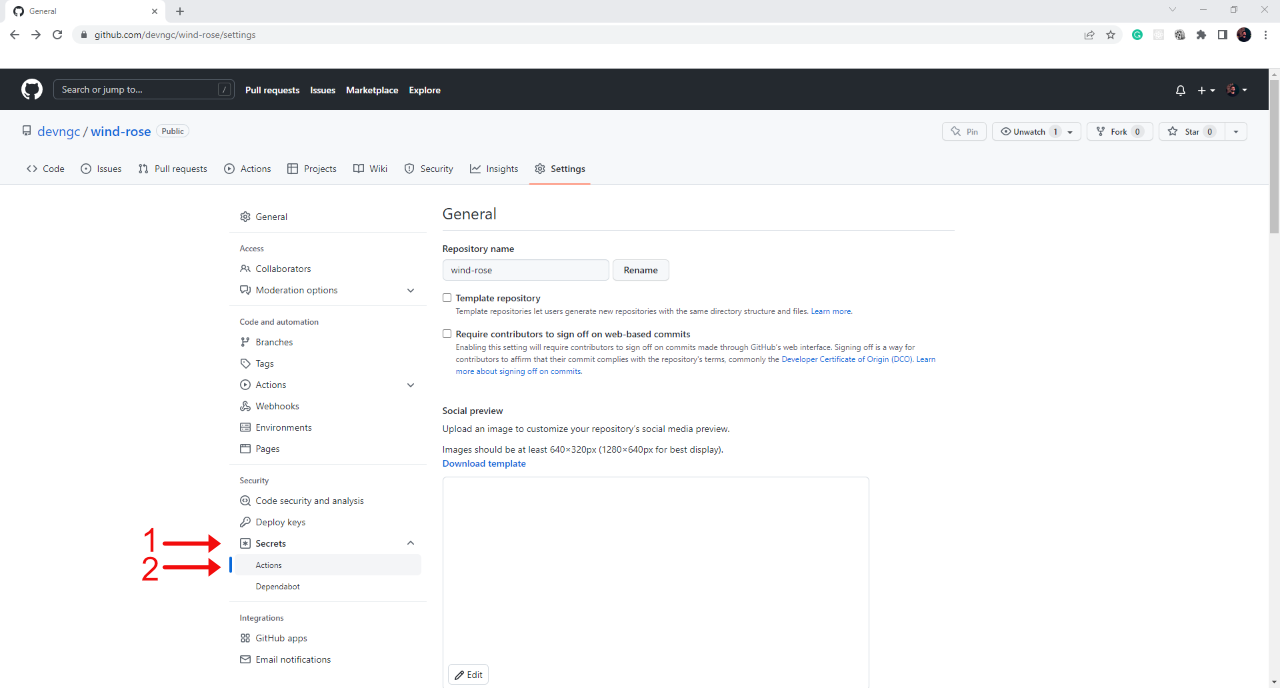 General
github.com/devngc/wind-rose/settings
Search or jump to... /
Pull requests Issues Marketplace Explore
devngc / wind-rose Public
Pin Unwatch 1 Fork 0 Star 0
Code Issues Pull requests Actions Projects Wiki Security Insights Settings
General
Access
Collaborators
Moderation options
Code and automation
Branches
Tags
Actions
Webhooks
Environments
Pages
Security
Code security and analysis
Deploy keys
1 Secrets
2 Actions
Dependabot
Integrations
GitHub apps
Email notifications
General
Repository name
wind-rose Rename
Template repository
Template repositories let users generate new repositories with the same directory structure and files. Learn more.
Require contributors to sign off on web-based commits
Enabling this setting will require contributors to sign off on commits made through GitHub's web interface. Signing off is a way for
contributors to affirm that their commit complies with the repository's terms, commonly the Developer Certificate of Origin (DCO). Learn
more about signing off on commits.
Social preview
Upload an image to customize your repository's social media preview.
Images should be at least 640×320px (1280×640px for best display).
Download template
Edit